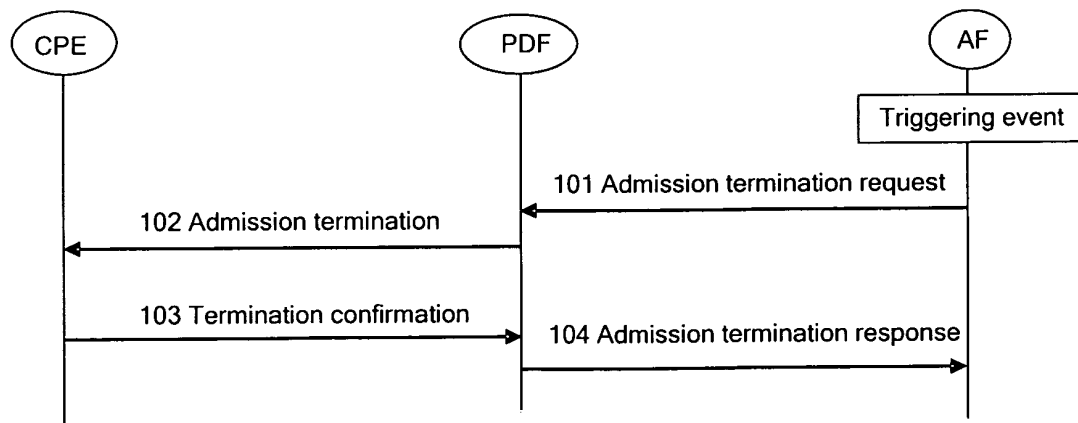 CPE
PDF
AF
Triggering event
101 Admission termination request
102 Admission termination
103 Termination confirmation
104 Admission termination response